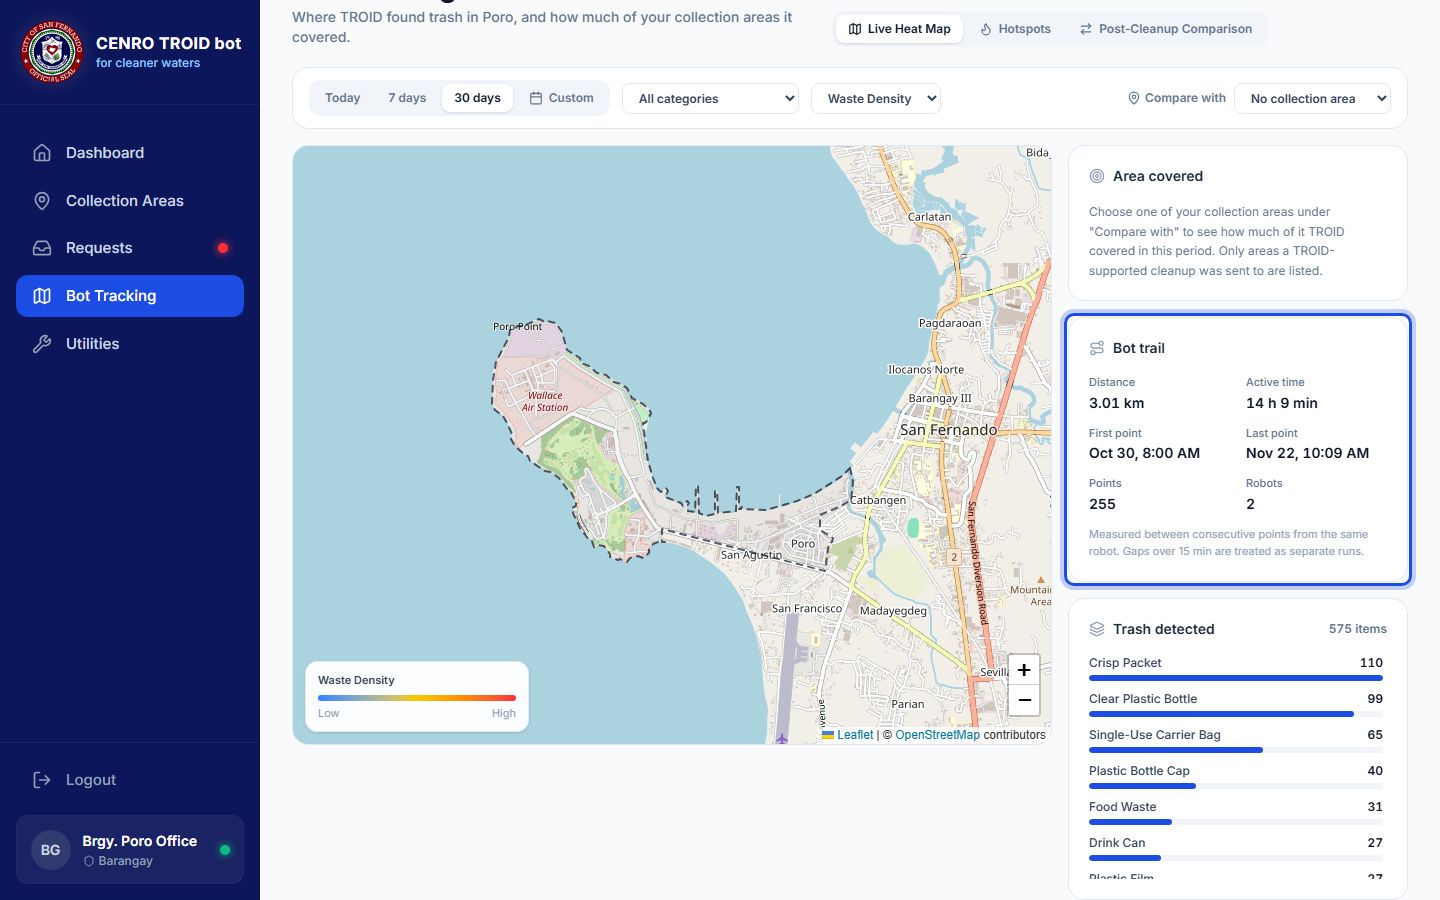 CITY OF SAN FERNANDO
OFFICIAL SEAL
CENRO TROID bot
for cleaner waters
Dashboard
Collection Areas
Requests
Bot Tracking
Utilities
Logout
BG
Brgy. Poro Office
Barangay
Where TROID found trash in Poro, and how much of your collection areas it
covered.
Live Heat Map
Hotspots
Post-Cleanup Comparison
Today
7 days
30 days
Custom
All categories
Waste Density
Compare with
No collection area
Carlatan
Pagdaraoan
Poro Point
Ilocanos Norte
Wallace
Air Station
Barangay III
San Fernando
Catbangen
Poro
San Agustin
San Fernando Diversion Road
2
Mountain
Area
San Francisco
Madayegdeg
Parian
Waste Density
Low
High
+
−
Leaflet | © OpenStreetMap contributors
Area covered
Choose one of your collection areas under
"Compare with" to see how much of it TROID
covered in this period. Only areas a TROID-
supported cleanup was sent to are listed.
Bot trail
Distance
Active time
3.01 km
14 h 9 min
First point
Last point
Oct 30, 8:00 AM
Nov 22, 10:09 AM
Points
Robots
255
2
Measured between consecutive points from the same
robot. Gaps over 15 min are treated as separate runs.
Trash detected
575 items
Crisp Packet
110
Clear Plastic Bottle
99
Single-Use Carrier Bag
65
Plastic Bottle Cap
40
Food Waste
31
Drink Can
27
Plastic Film
27